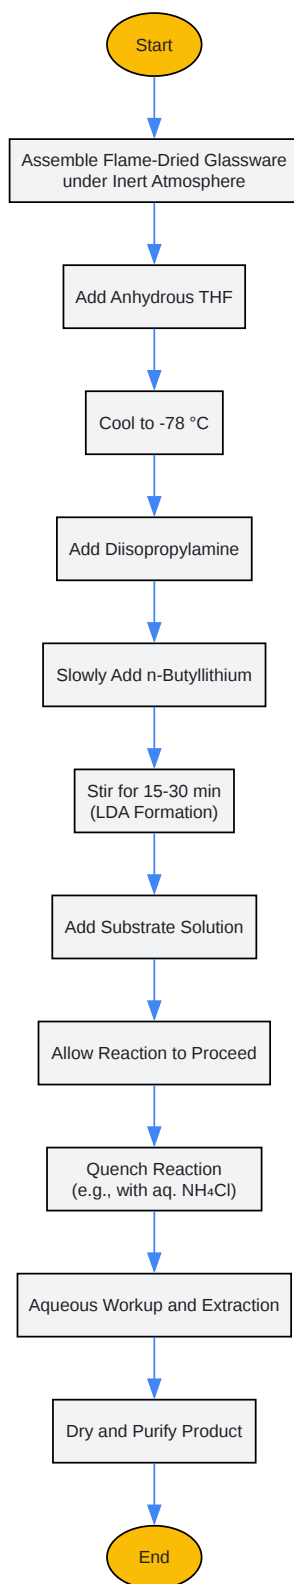 Start
Assemble Flame-Dried Glassware
under Inert Atmosphere
Add Anhydrous THF
Cool to -78 °C
Add Diisopropylamine
Slowly Add n-Butyllithium
Stir for 15-30 min
(LDA Formation)
Add Substrate Solution
Allow Reaction to Proceed
Quench Reaction
(e.g., with aq. NH₄Cl)
Aqueous Workup and Extraction
Dry and Purify Product
End